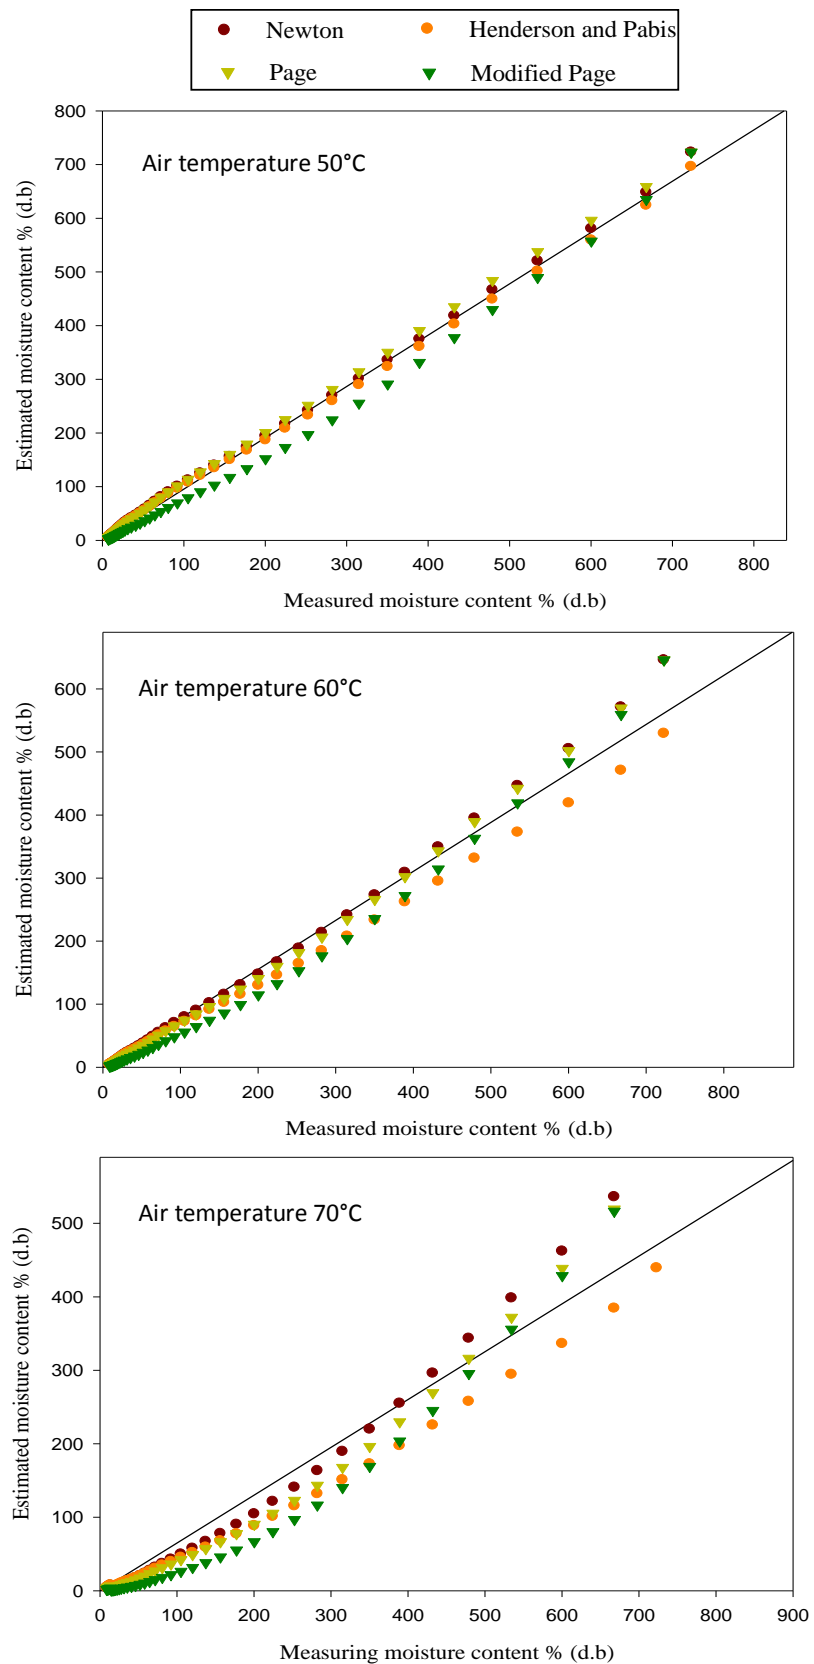 Newton
Henderson and Pabis
Page
Modified Page
800
700
600
500
400
300
200
100
0
Estimated moisture content % (d.b)
Air temperature 50°C
100 200 300 400 500 600 700 800
Measured moisture content % (d.b)
600
500
400
300
200
100
0
Estimated moisture content % (d.b)
Air temperature 60°C
0 100 200 300 400 500 600 700 800
Measured moisture content % (d.b)
500
400
300
200
100
0
Estimated moisture content % (d.b)
Air temperature 70°C
0 100 200 300 400 500 600 700 800 900
Measuring moisture content % (d.b)